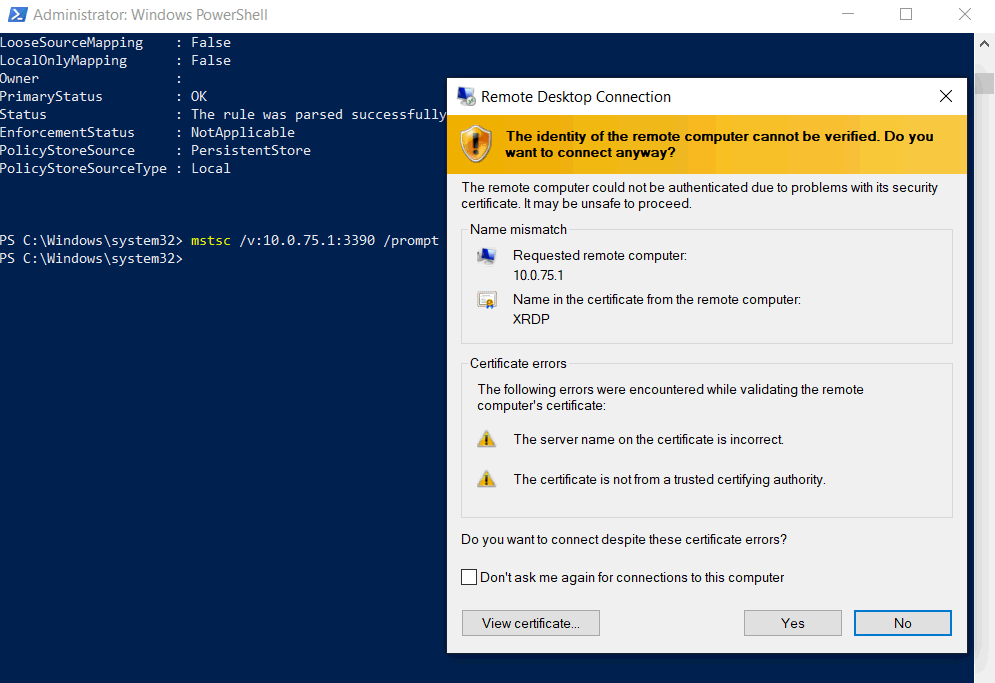 Administrator: Windows PowerShell
LooseSourceMapping : False
LocalOnlyMapping : False
Owner :
PrimaryStatus : OK
Status : The rule was parsed successfully
EnforcementStatus : NotApplicable
PolicyStoreSource : PersistentStore
PolicyStoreSourceType : Local
PS C:\Windows\system32> mstsc /v:10.0.75.1:3390 /prompt
PS C:\Windows\system32>
Remote Desktop Connection
The identity of the remote computer cannot be verified. Do you
want to connect anyway?
The remote computer could not be authenticated due to problems with its security
certificate. It may be unsafe to proceed.
Name mismatch
Requested remote computer:
10.0.75.1
Name in the certificate from the remote computer:
XRDP
Certificate errors
The following errors were encountered while validating the remote
computer's certificate:
The server name on the certificate is incorrect.
The certificate is not from a trusted certifying authority.
Do you want to connect despite these certificate errors?
Don't ask me again for connections to this computer
View certificate...
Yes
No